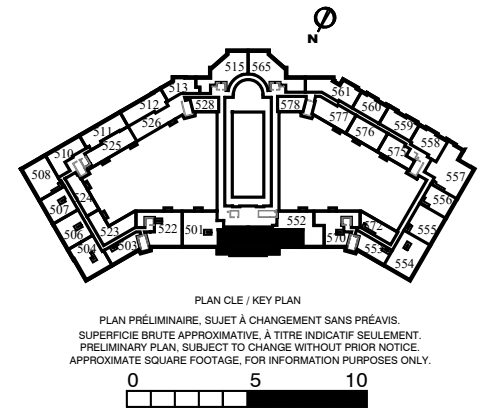 N
515 565
513 561
512 528 578 560
511 526 577 559
510 525 576 558
508 575 557
507 524 556
506 523 522 501 552 572 555
504 503 570 553 554
PLAN CLE / KEY PLAN
PLAN PRÉLIMINAIRE, SUJET À CHANGEMENT SANS PRÉAVIS.
SUPERFICIE BRUTE APPROXIMATIVE, À TITRE INDICATIF SEULEMENT.
PRELIMINARY PLAN, SUBJECT TO CHANGE WITHOUT PRIOR NOTICE.
APPROXIMATE SQUARE FOOTAGE, FOR INFORMATION PURPOSES ONLY.
0 5 10